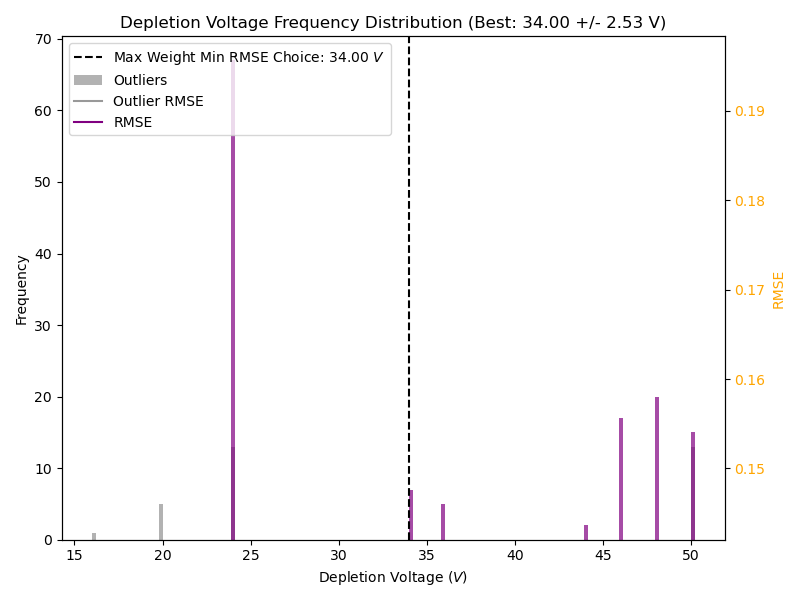 Depletion Voltage Frequency Distribution (Best: 34.00 +/- 2.53 V)
Max Weight Min RMSE Choice: 34.00 V
Outliers
Outlier RMSE
RMSE
70
60
50
40
30
20
10
0
Frequency
0.19
0.18
0.17
0.16
0.15
RMSE
15
20
25
30
35
40
45
50
Depletion Voltage (V)